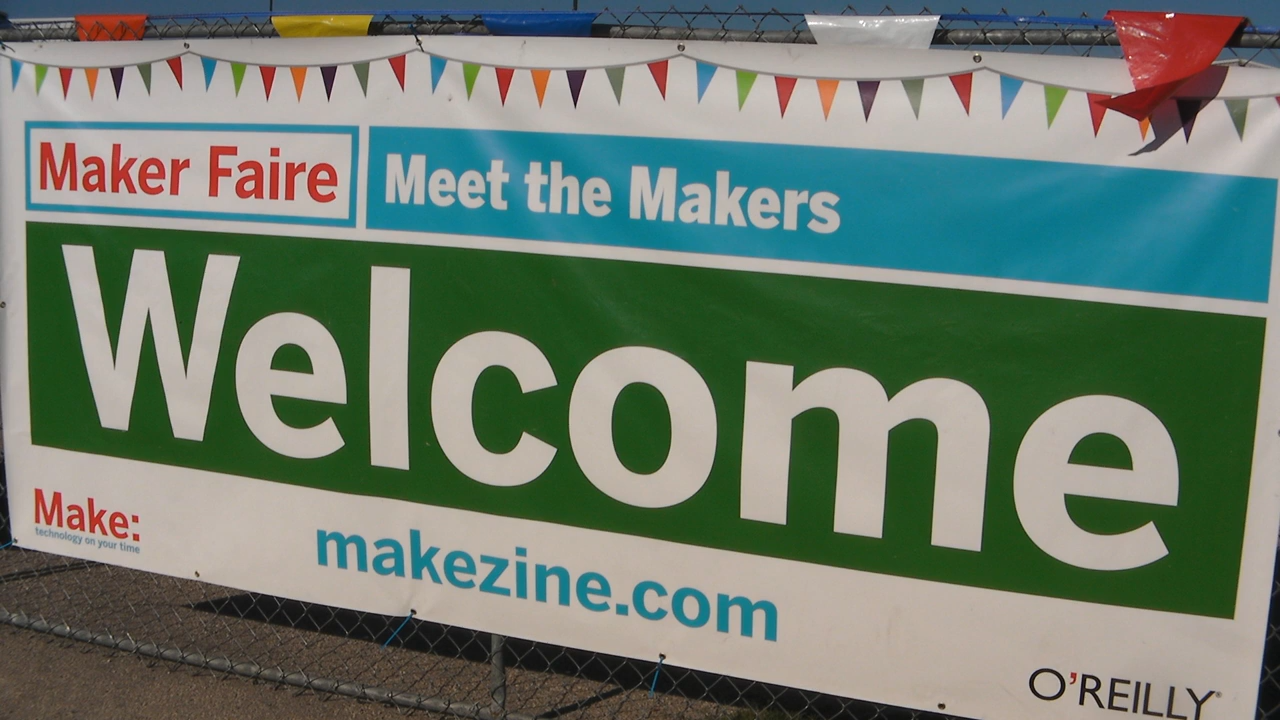 Maker Faire
Meet the Makers
Welcome
Make:
technology on your time
makezine.com
O'REILLY®